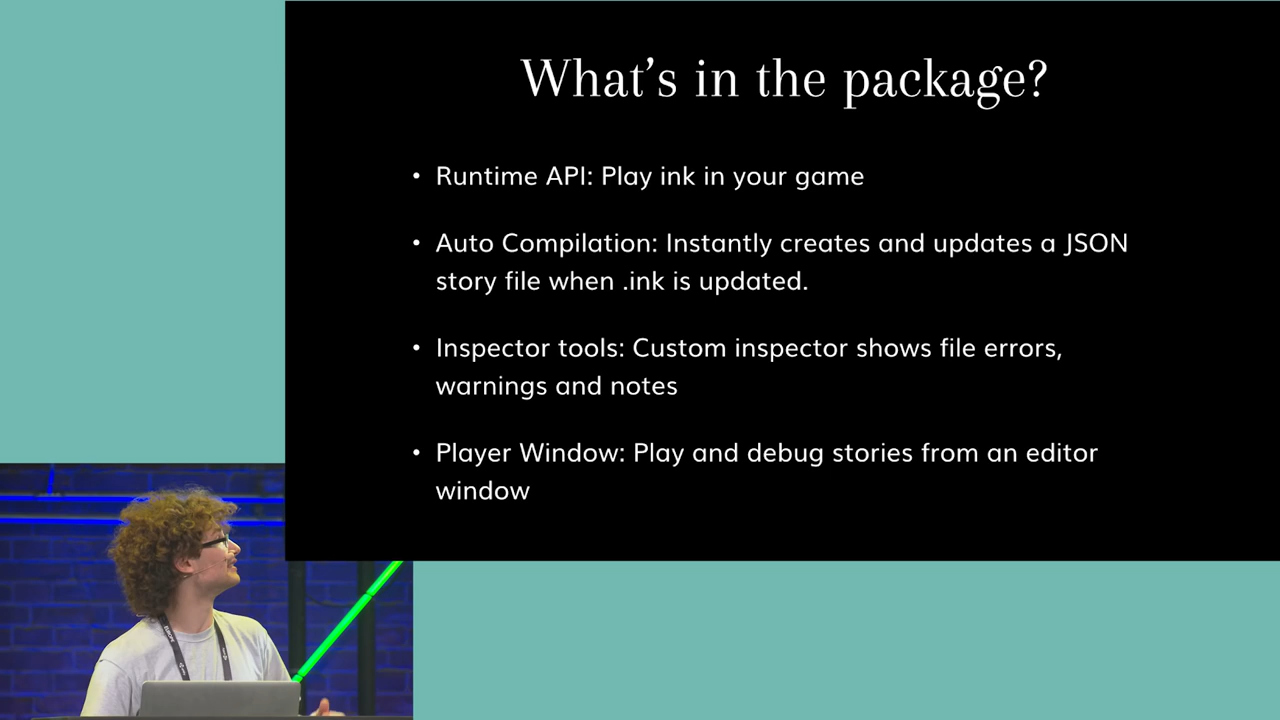 What's in the package?
• Runtime API: Play ink in your game
• Auto Compilation: Instantly creates and updates a JSON
story file when .ink is updated.
• Inspector tools: Custom inspector shows file errors,
warnings and notes
• Player Window: Play and debug stories from an editor
window